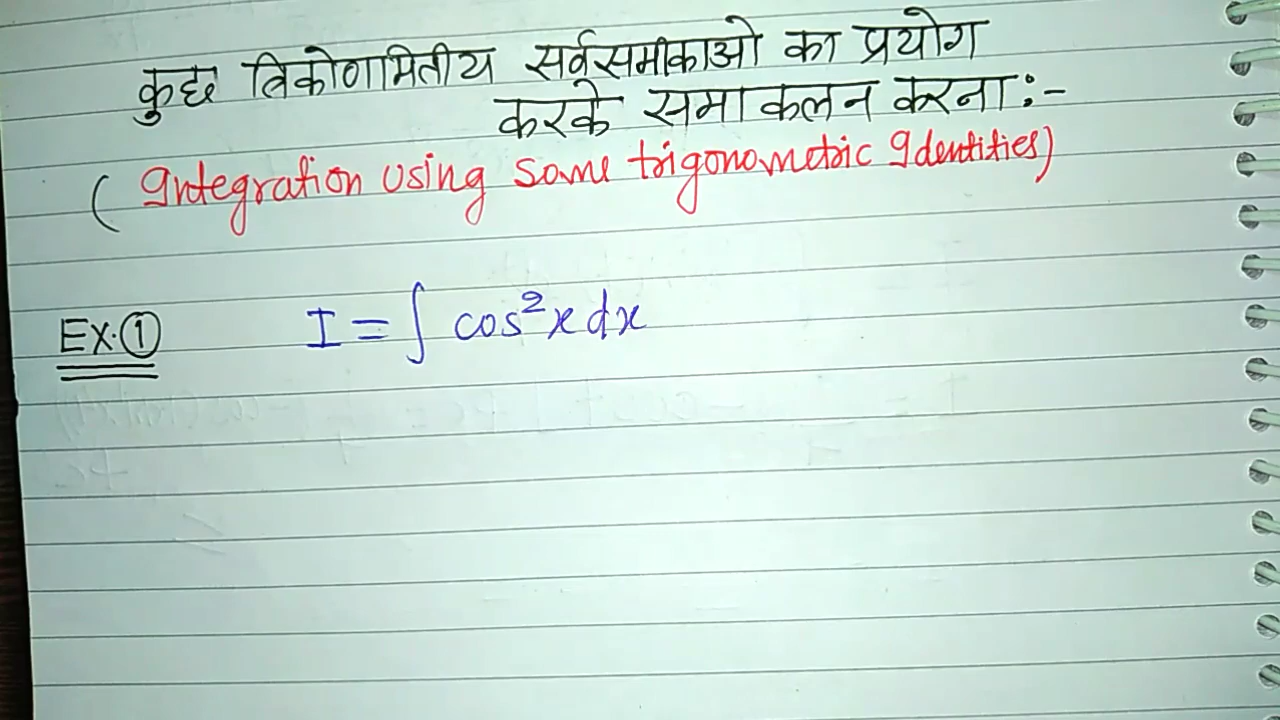 कुछ त्रिकोणमितीय सर्वसमीकाओ का प्रयोग
करके समाकलन करना :-
( Integration using some trigonometric Identities)
EX.① I = ∫ cos²x dx